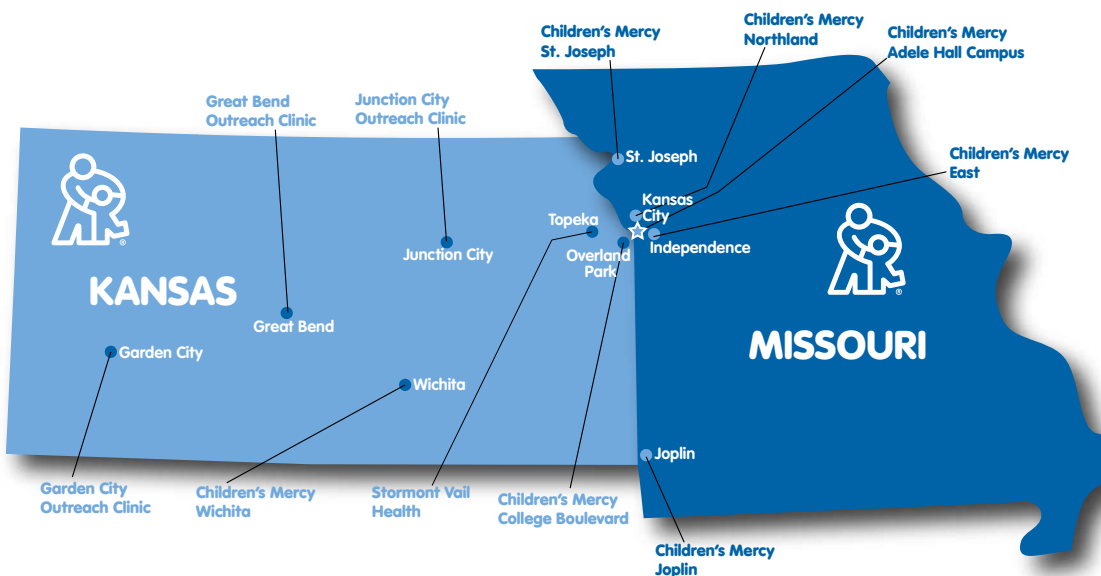 Children's Mercy
St. Joseph
Children's Mercy
Northland
Children's Mercy
Adele Hall Campus
Great Bend
Outreach Clinic
Junction City
Outreach Clinic
Children's Mercy
East
St. Joseph
Kansas
City
Topeka
Independence
Overland
Park
Junction City
KANSAS
Great Bend
MISSOURI
Garden City
Wichita
Joplin
Garden City
Outreach Clinic
Children's Mercy
Wichita
Stormont Vail
Health
Children's Mercy
College Boulevard
Children's Mercy
Joplin